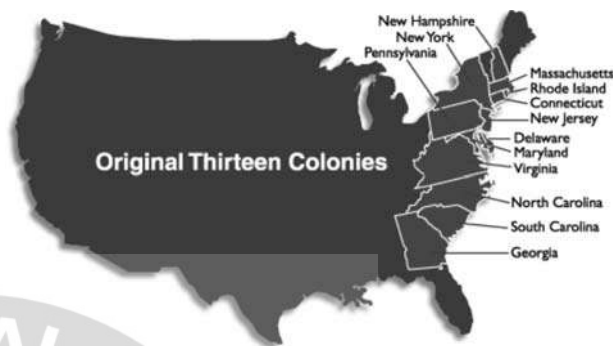 New Hampshire
New York
Pennsylvania
Massachusetts
Rhode Island
Connecticut
New Jersey
Delaware
Maryland
Virginia
Original Thirteen Colonies
North Carolina
South Carolina
Georgia